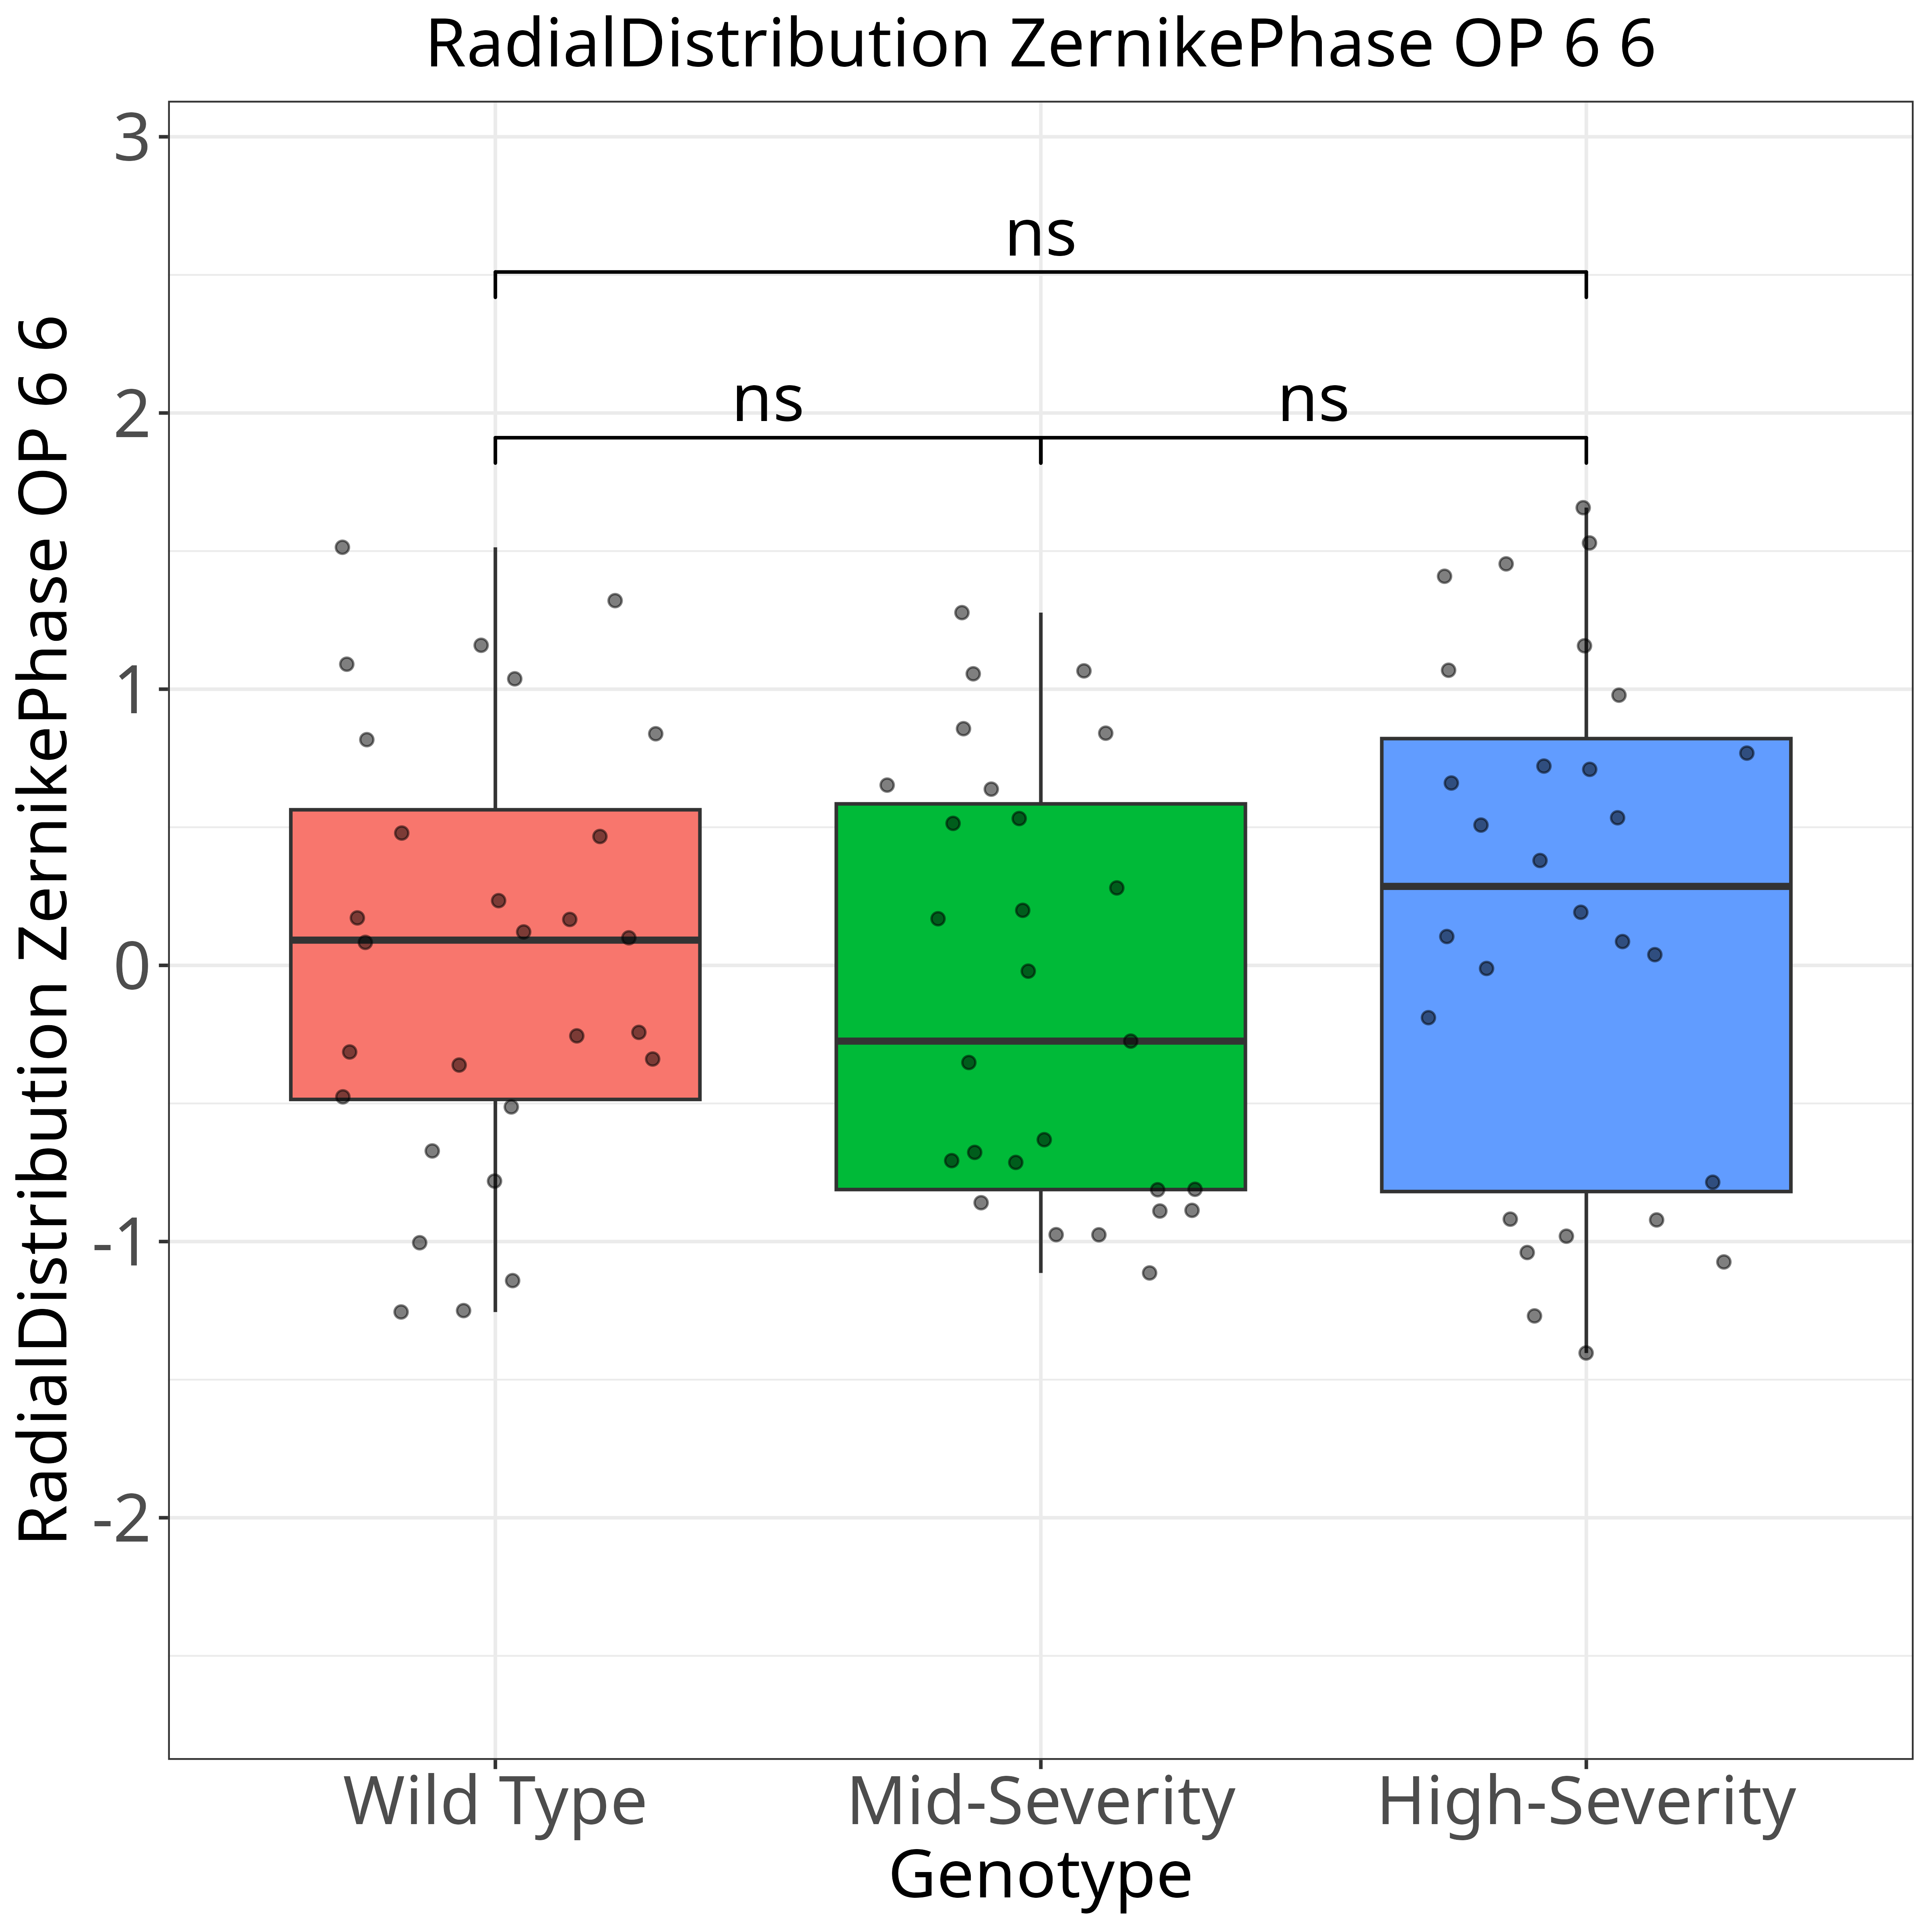 RadialDistribution ZernikePhase OP 6 6
RadialDistribution ZernikePhase OP 6 6
3
2
1
0
-1
-2
ns
ns
ns
Wild Type
Mid-Severity
High-Severity
Genotype